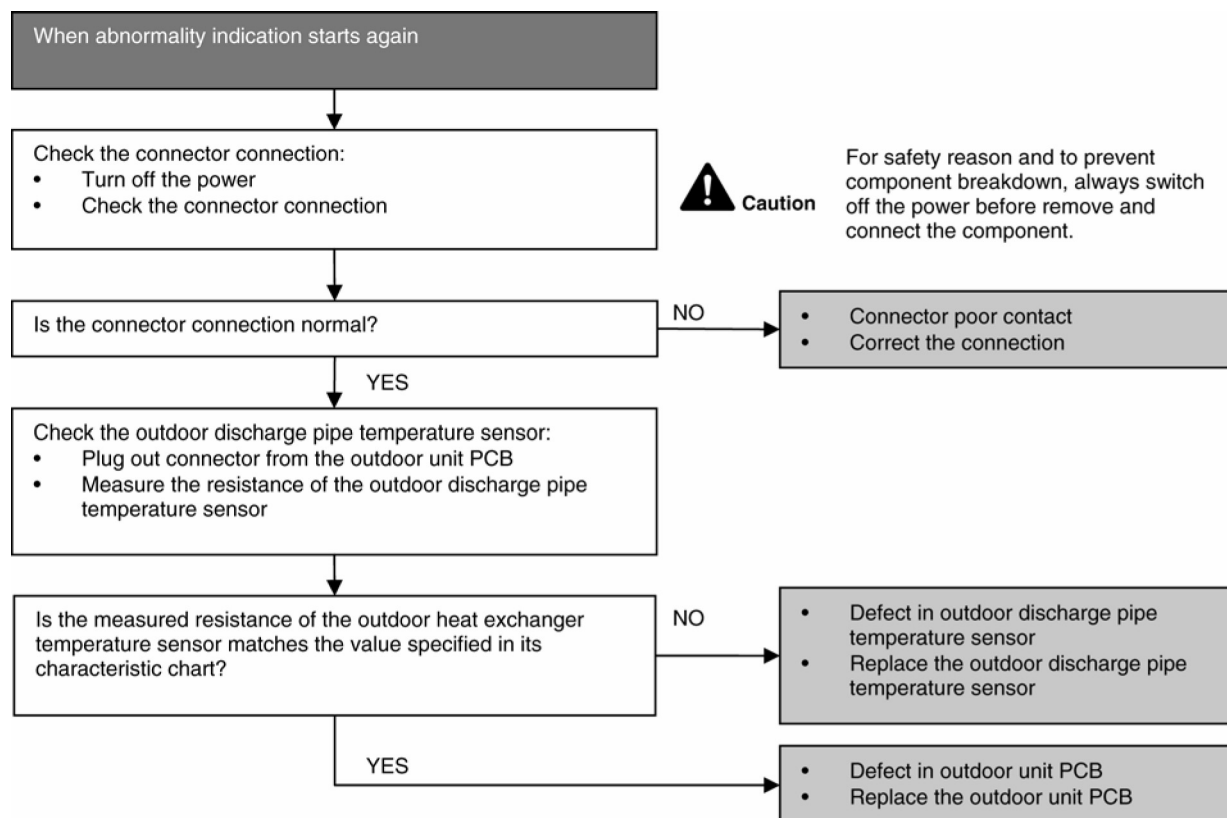 When abnormality indication starts again
Check the connector connection:
• Turn off the power
• Check the connector connection
Caution
For safety reason and to prevent
component breakdown, always switch
off the power before remove and
connect the component.
Is the connector connection normal?
NO
• Connector poor contact
• Correct the connection
YES
Check the outdoor discharge pipe temperature sensor:
• Plug out connector from the outdoor unit PCB
• Measure the resistance of the outdoor discharge pipe
temperature sensor
Is the measured resistance of the outdoor heat exchanger
temperature sensor matches the value specified in its
characteristic chart?
NO
• Defect in outdoor discharge pipe
temperature sensor
• Replace the outdoor discharge pipe
temperature sensor
YES
• Defect in outdoor unit PCB
• Replace the outdoor unit PCB